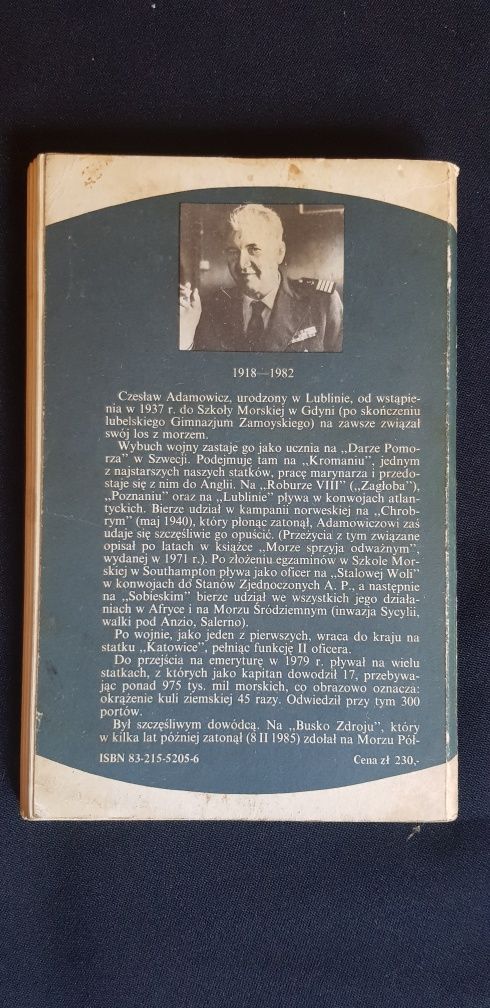 1918—1982
Czesław Adamowicz, urodzony w Lublinie, od wstąpie-
nia w 1937 r. do Szkoły Morskiej w Gdyni (po skończeniu
lubelskiego Gimnazjum Zamoyskiego) na zawsze związał
swój los z morzem.
Wybuch wojny zastaje go jako ucznia na „Darze Pomo-
rza” w Szwecji. Podejmuje tam na „Kromaniu”, jednym
z najstarszych naszych statków, pracę marynarza i przedo-
staje się z nim do Anglii. Na „Roburze VIII” („Zagłoba”),
„Poznaniu” oraz na „Lublinie” pływa w konwojach atlan-
tyckich. Bierze udział w kampanii norweskiej na „Chrob-
rym” (maj 1940), który płonąc zatonął, Adamowiczowi zaś
udaje się szczęśliwie go opuścić. (Przeżycia z tym związane
opisał po latach w książce „Morze sprzyja odważnym”,
wydanej w 1971 r.). Po złożeniu egzaminów w Szkole Mor-
skiej w Southampton pływa jako oficer na „Stalowej Woli”
w konwojach do Stanów Zjednoczonych A. P., a następnie
na „Sobieskim” bierze udział we wszystkich jego działa-
niach w Afryce i na Morzu Śródziemnym (inwazja Sycylii,
walki pod Anzio, Salerno).
Po wojnie, jako jeden z pierwszych, wraca do kraju na
statku „Katowice”, pełniąc funkcję II oficera.
Do przejścia na emeryturę w 1979 r. pływał na wielu
statkach, z których jako kapitan dowodził 17, przebywa-
jąc ponad 975 tys. mil morskich, co obrazowo oznacza:
okrążenie kuli ziemskiej 45 razy. Odwiedził przy tym 300
portów.
Był szczęśliwym dowódcą. Na „Busko Zdroju”, który
w kilka lat później zatonął (8 II 1985) zdołał na Morzu Pół-
ISBN 83-215-5205-6 Cena zł 230,-